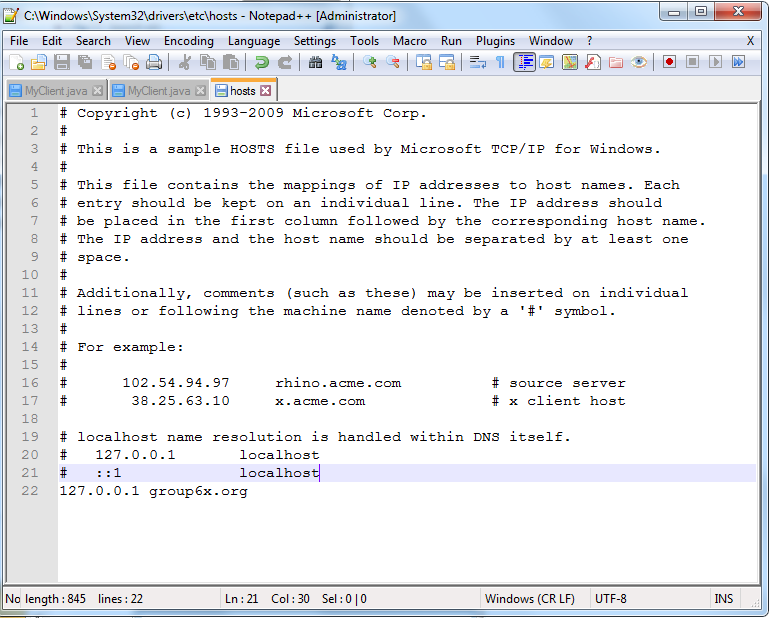 C:\Windows\System32\drivers\etc\hosts - Notepad++ [Administrator]
File Edit Search View Encoding Language Settings Tools Macro Run Plugins Window ? X
MyClient.java MyClient.java hosts
1 # Copyright (c) 1993-2009 Microsoft Corp.
2 #
3 # This is a sample HOSTS file used by Microsoft TCP/IP for Windows.
4 #
5 # This file contains the mappings of IP addresses to host names. Each
6 # entry should be kept on an individual line. The IP address should
7 # be placed in the first column followed by the corresponding host name.
8 # The IP address and the host name should be separated by at least one
9 # space.
10 #
11 # Additionally, comments (such as these) may be inserted on individual
12 # lines or following the machine name denoted by a '#' symbol.
13 #
14 # For example:
15 #
16 #      102.54.94.97     rhino.acme.com          # source server
17 #       38.25.63.10     x.acme.com              # x client host
18
19 # localhost name resolution is handled within DNS itself.
20 #   127.0.0.1       localhost
21 #   ::1             localhost
22 127.0.0.1 group6x.org
No length : 845 lines : 22 Ln : 21 Col : 30 Sel : 0 | 0 Windows (CR LF) UTF-8 INS